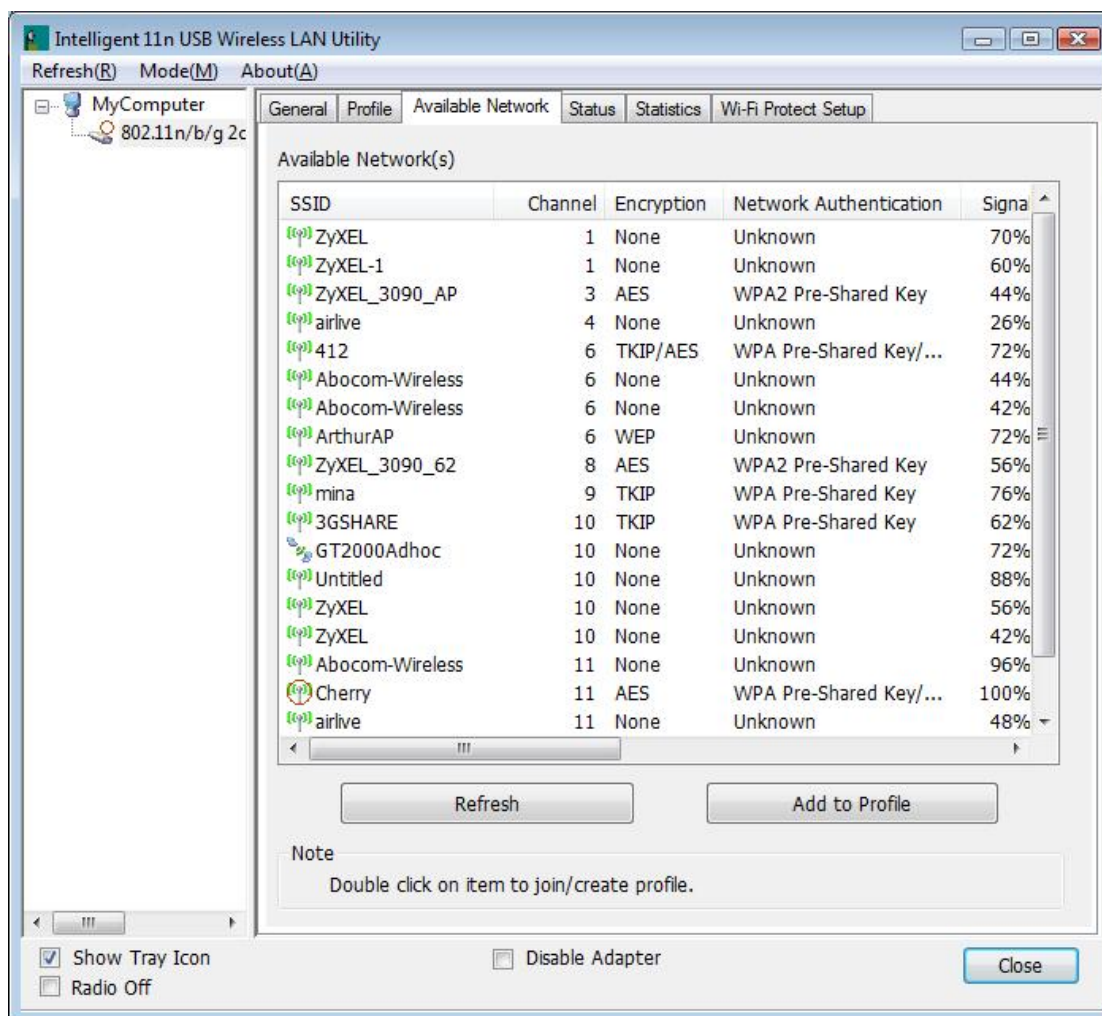 Intelligent 11n USB Wireless LAN Utility
Refresh(R) Mode(M) About(A)
MyComputer
802.11n/b/g 2c
General Profile Available Network Status Statistics Wi-Fi Protect Setup
Available Network(s)
SSID Channel Encryption Network Authentication Signa
ZyXEL 1 None Unknown 70%
ZyXEL-1 1 None Unknown 60%
ZyXEL_3090_AP 3 AES WPA2 Pre-Shared Key 44%
airlive 4 None Unknown 26%
412 6 TKIP/AES WPA Pre-Shared Key/... 72%
Abocom-Wireless 6 None Unknown 44%
Abocom-Wireless 6 None Unknown 42%
ArthurAP 6 WEP Unknown 72%
ZyXEL_3090_62 8 AES WPA2 Pre-Shared Key 56%
mina 9 TKIP WPA Pre-Shared Key 76%
3GSHARE 10 TKIP WPA Pre-Shared Key 62%
GT2000Adhoc 10 None Unknown 72%
Untitled 10 None Unknown 88%
ZyXEL 10 None Unknown 56%
ZyXEL 10 None Unknown 42%
Abocom-Wireless 11 None Unknown 96%
Cherry 11 AES WPA Pre-Shared Key/... 100%
airlive 11 None Unknown 48%
Refresh Add to Profile
Note
Double click on item to join/create profile.
Show Tray Icon Disable Adapter
Radio Off
Close